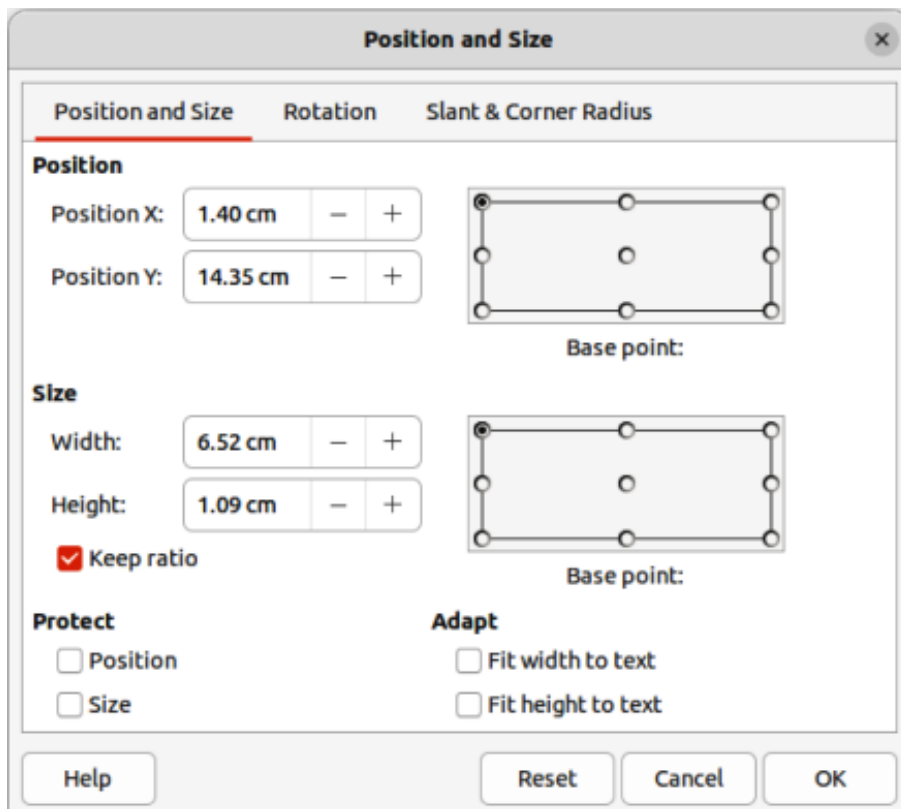 Position and Size
Position and Size Rotation Slant & Corner Radius
Position
Position X: 1.40 cm − +
Position Y: 14.35 cm − +
Base point:
Size
Width: 6.52 cm − +
Height: 1.09 cm − +
Keep ratio
Base point:
Protect Adapt
Position Fit width to text
Size Fit height to text
Help Reset Cancel OK